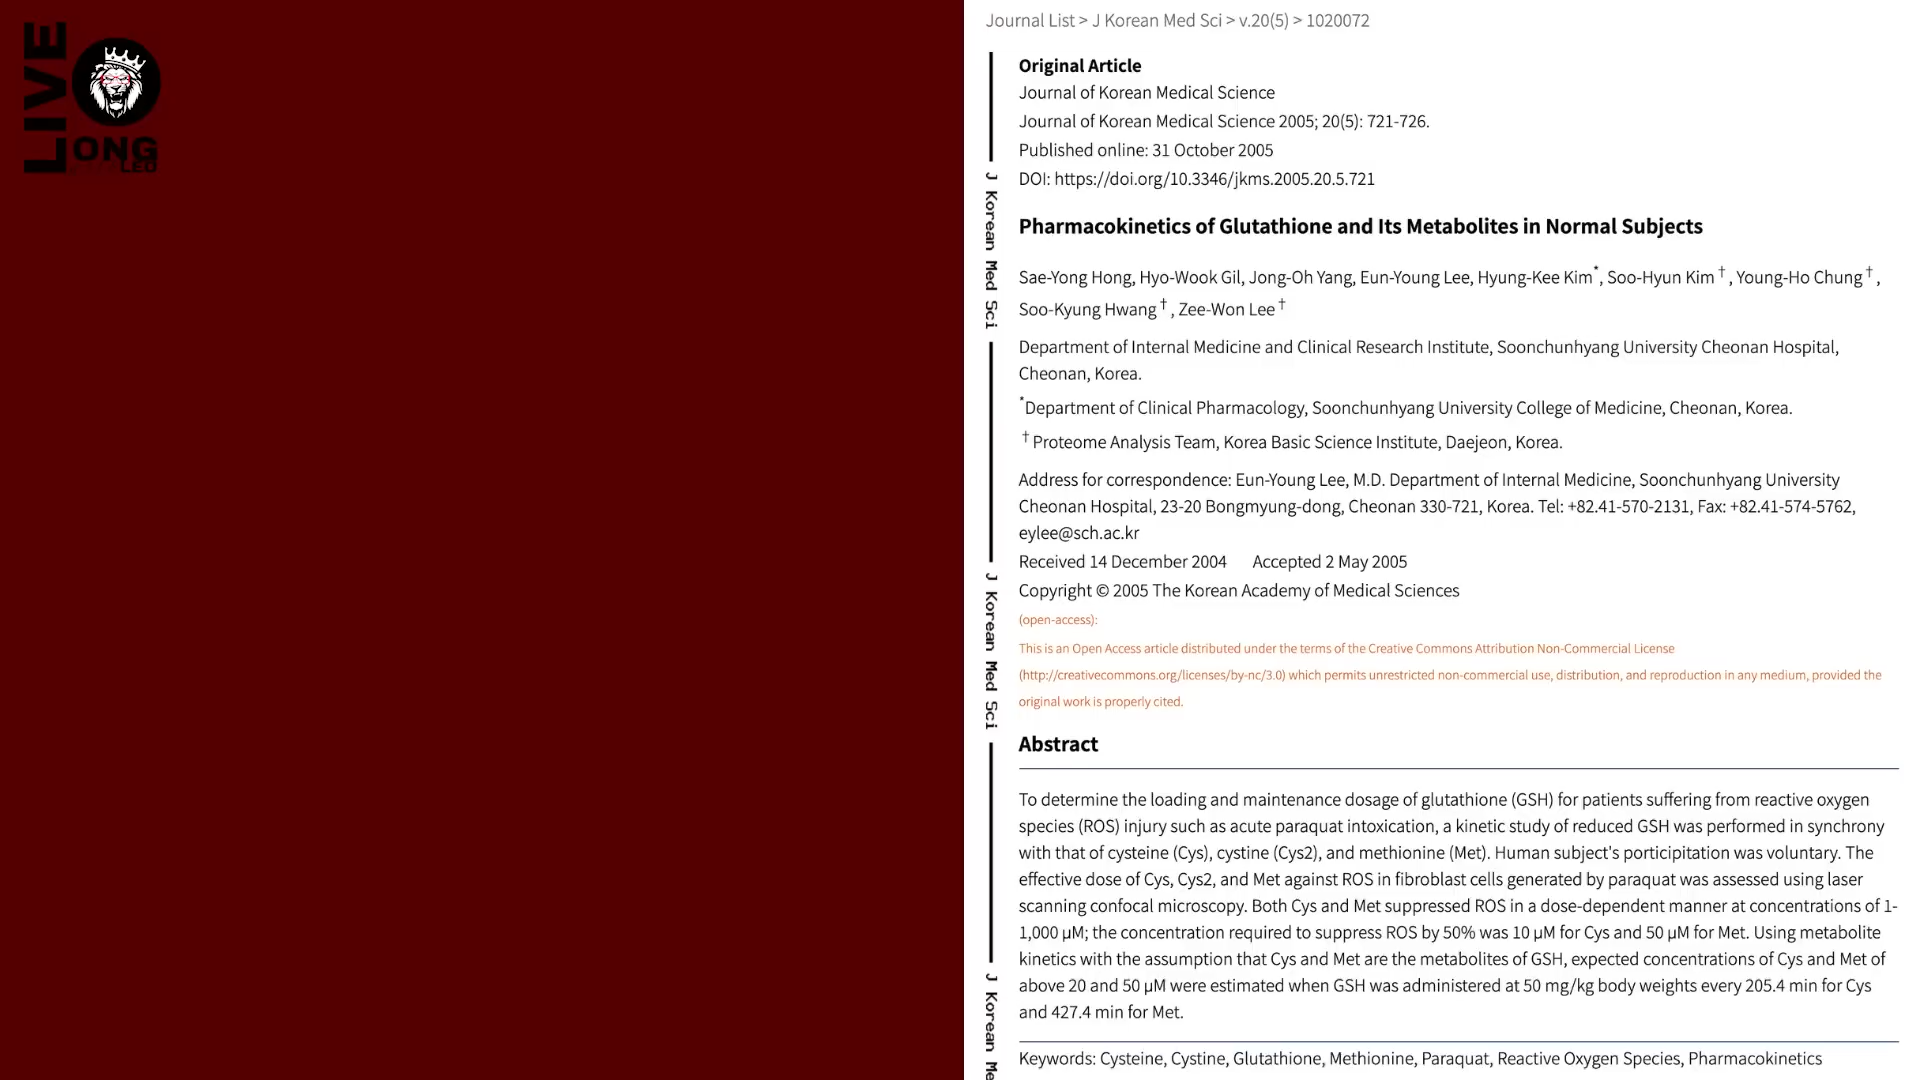 LIVE
LONG
LEO
Journal List > J Korean Med Sci > v.20(5) > 1020072
Original Article
Journal of Korean Medical Science
Journal of Korean Medical Science 2005; 20(5): 721-726.
Published online: 31 October 2005
DOI: https://doi.org/10.3346/jkms.2005.20.5.721
Pharmacokinetics of Glutathione and Its Metabolites in Normal Subjects
Sae-Yong Hong, Hyo-Wook Gil, Jong-Oh Yang, Eun-Young Lee, Hyung-Kee Kim*, Soo-Hyun Kim†, Young-Ho Chung†,
Soo-Kyung Hwang†, Zee-Won Lee†
Department of Internal Medicine and Clinical Research Institute, Soonchunhyang University Cheonan Hospital,
Cheonan, Korea.
*Department of Clinical Pharmacology, Soonchunhyang University College of Medicine, Cheonan, Korea.
†Proteome Analysis Team, Korea Basic Science Institute, Daejeon, Korea.
Address for correspondence: Eun-Young Lee, M.D. Department of Internal Medicine, Soonchunhyang University
Cheonan Hospital, 23-20 Bongmyung-dong, Cheonan 330-721, Korea. Tel: +82.41-570-2131, Fax: +82.41-574-5762,
eylee@sch.ac.kr
Received 14 December 2004 Accepted 2 May 2005
Copyright © 2005 The Korean Academy of Medical Sciences
(open-access):
This is an Open Access article distributed under the terms of the Creative Commons Attribution Non-Commercial License
(http://creativecommons.org/licenses/by-nc/3.0) which permits unrestricted non-commercial use, distribution, and reproduction in any medium, provided the
original work is properly cited.
Abstract
To determine the loading and maintenance dosage of glutathione (GSH) for patients suffering from reactive oxygen
species (ROS) injury such as acute paraquat intoxication, a kinetic study of reduced GSH was performed in synchrony
with that of cysteine (Cys), cystine (Cys2), and methionine (Met). Human subject's porticipitation was voluntary. The
effective dose of Cys, Cys2, and Met against ROS in fibroblast cells generated by paraquat was assessed using laser
scanning confocal microscopy. Both Cys and Met suppressed ROS in a dose-dependent manner at concentrations of 1-
1,000 µM; the concentration required to suppress ROS by 50% was 10 µM for Cys and 50 µM for Met. Using metabolite
kinetics with the assumption that Cys and Met are the metabolites of GSH, expected concentrations of Cys and Met of
above 20 and 50 µM were estimated when GSH was administered at 50 mg/kg body weights every 205.4 min for Cys
and 427.4 min for Met.
Keywords: Cysteine, Cystine, Glutathione, Methionine, Paraquat, Reactive Oxygen Species, Pharmacokinetics
J Korean Med Sci
J Korean Med Sci
J Korean Me